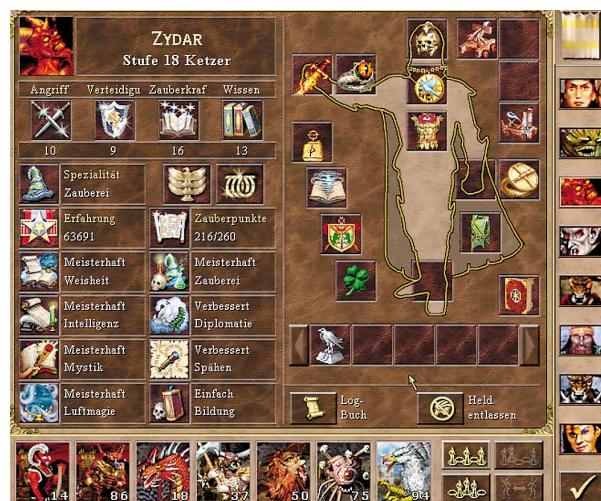 ZYDAR
Stufe 18 Ketzer
Angriff Verteidigu Zauberkraf Wissen
10 9 16 13
Spezialität
Zauberei
Erfahrung
63691
Zauberpunkte
216/260
Meisterhaft
Weisheit
Meisterhaft
Zauberei
Meisterhaft
Intelligenz
Verbessert
Diplomatie
Meisterhaft
Mystik
Verbessert
Spähen
Meisterhaft
Luftmagie
Einfach
Bildung
Log-
Buch
Held
entlassen
14 86 18 37 50 75 94